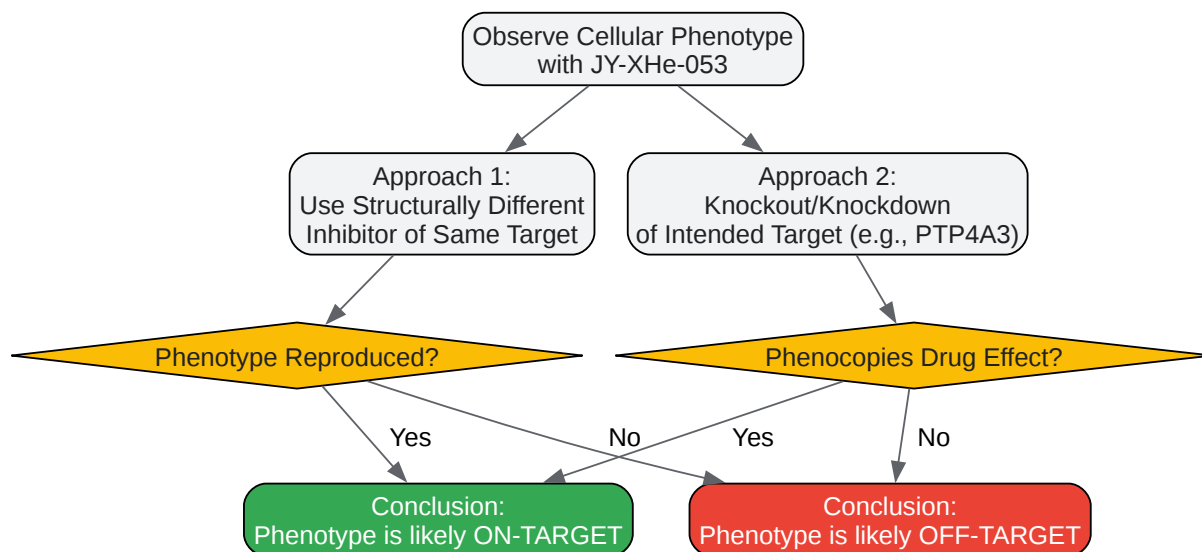 Observe Cellular Phenotype
with JY-XHe-053
Approach 1:
Use Structurally Different
Inhibitor of Same Target
Approach 2:
Knockout/Knockdown
of Intended Target (e.g., PTP4A3)
Phenotype Reproduced?
Phenocopies Drug Effect?
Yes
No
Yes
No
Conclusion:
Phenotype is likely ON-TARGET
Conclusion:
Phenotype is likely OFF-TARGET